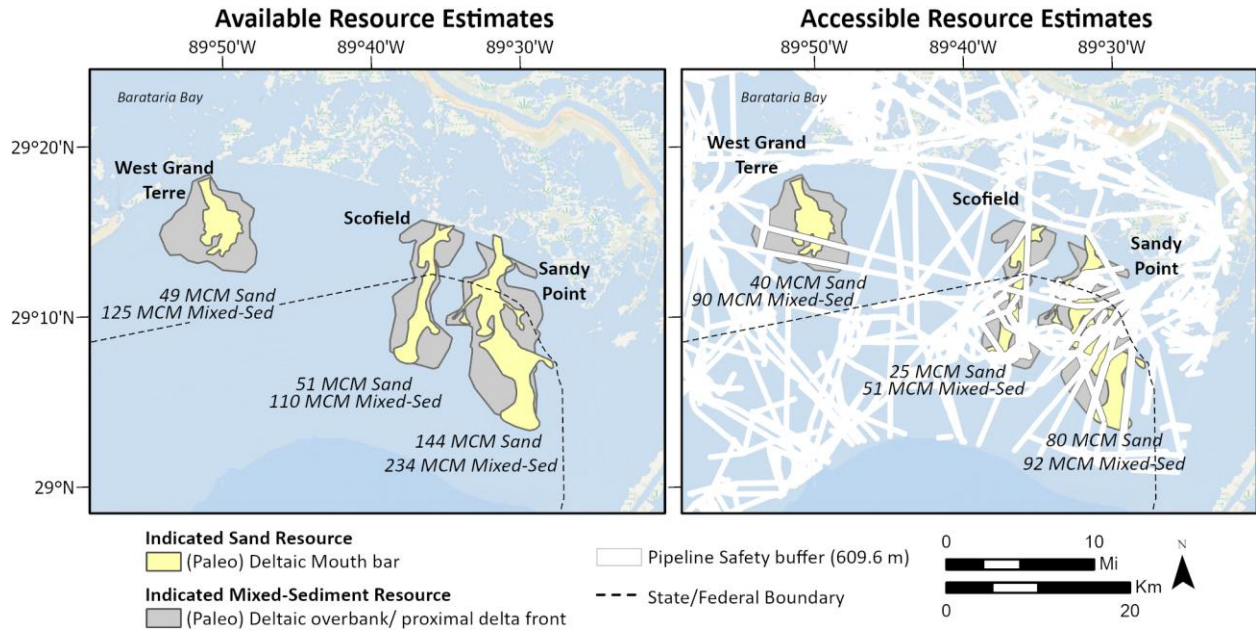 Available Resource Estimates
89°50'W 89°40'W 89°30'W
29°20'N
29°10'N
29°N
Barataria Bay
West Grand
Terre
Scofield
Sandy
Point
49 MCM Sand
125 MCM Mixed-Sed
51 MCM Sand
110 MCM Mixed-Sed
144 MCM Sand
234 MCM Mixed-Sed
Accessible Resource Estimates
89°50'W 89°40'W 89°30'W
Barataria Bay
West Grand
Terre
Scofield
Sandy
Point
40 MCM Sand
90 MCM Mixed-Sed
25 MCM Sand
51 MCM Mixed-Sed
80 MCM Sand
92 MCM Mixed-Sed
Indicated Sand Resource
(Paleo) Deltaic Mouth bar
Indicated Mixed-Sediment Resource
(Paleo) Deltaic overbank/ proximal delta front
Pipeline Safety buffer (609.6 m)
State/Federal Boundary
0 10
Mi
Km
0 20
N